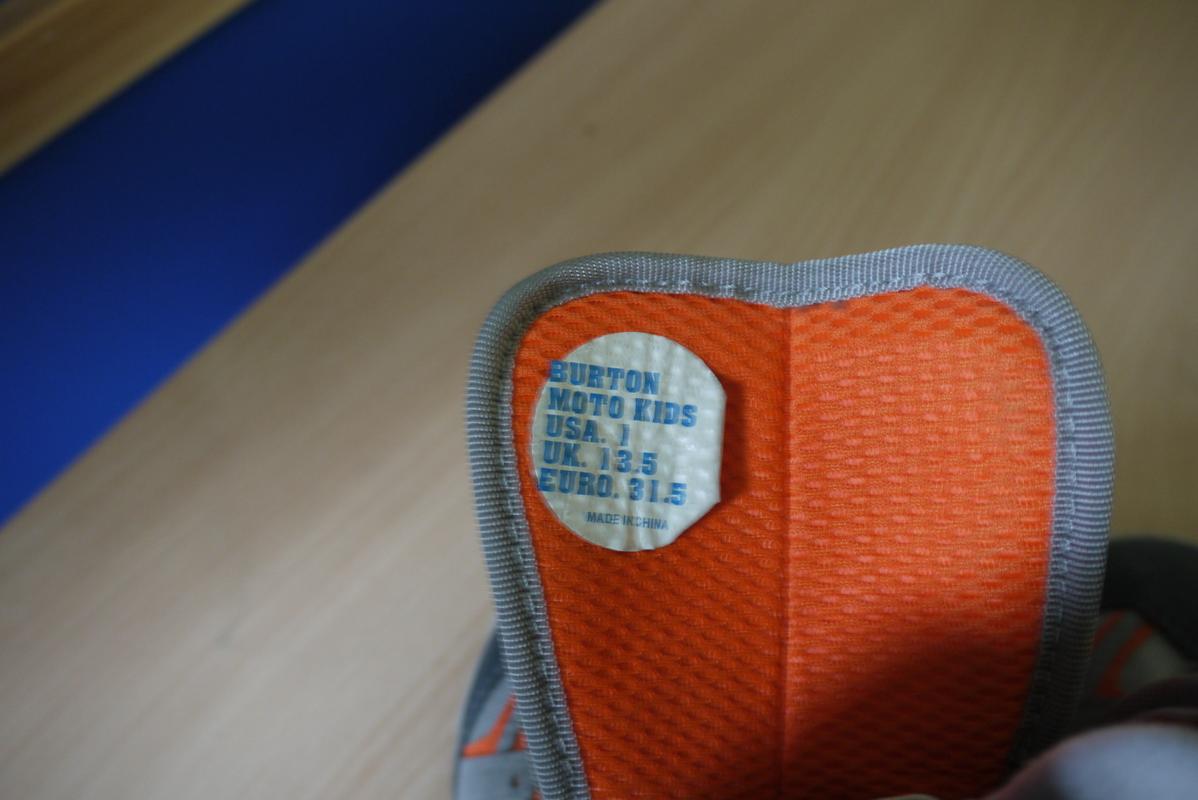 BURTON
MOTO KIDS
USA. 1
UK. 13.5
EURO. 31.5
MADE IN CHINA